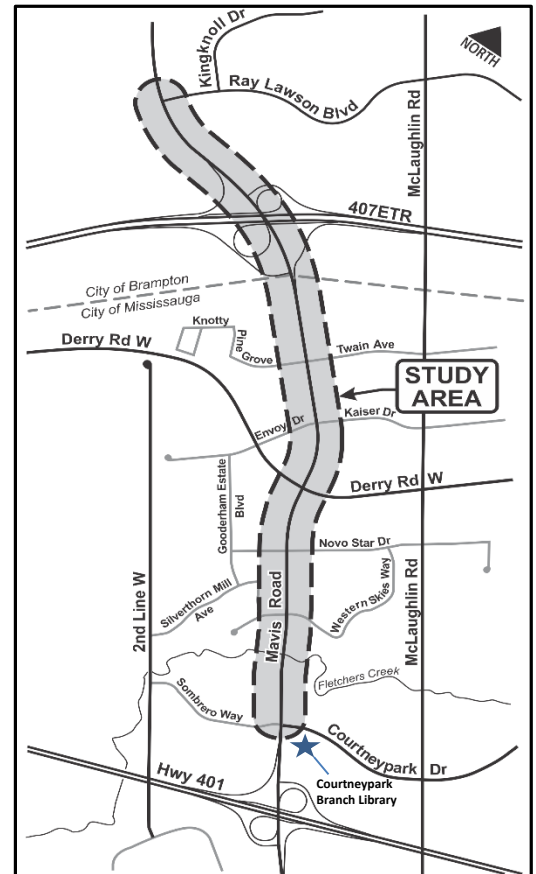 Kingknoll Dr
NORTH
Ray Lawson Blvd
McLaughlin Rd
407ETR
City of Brampton
City of Mississauga
Knotty
Pine
Grove
Twain Ave
Derry Rd W
STUDY
AREA
Envoy Dr
Kaiser Dr
Derry Rd W
Gooderham Estate
Blvd
Novo Star Dr
Silverthorn Mill
Ave
Mavis Road
Western Skies Way
McLaughlin Rd
2nd Line W
Fletchers Creek
Sombrero Way
Courtneypark Dr
Hwy 401
Courtneypark
Branch Library